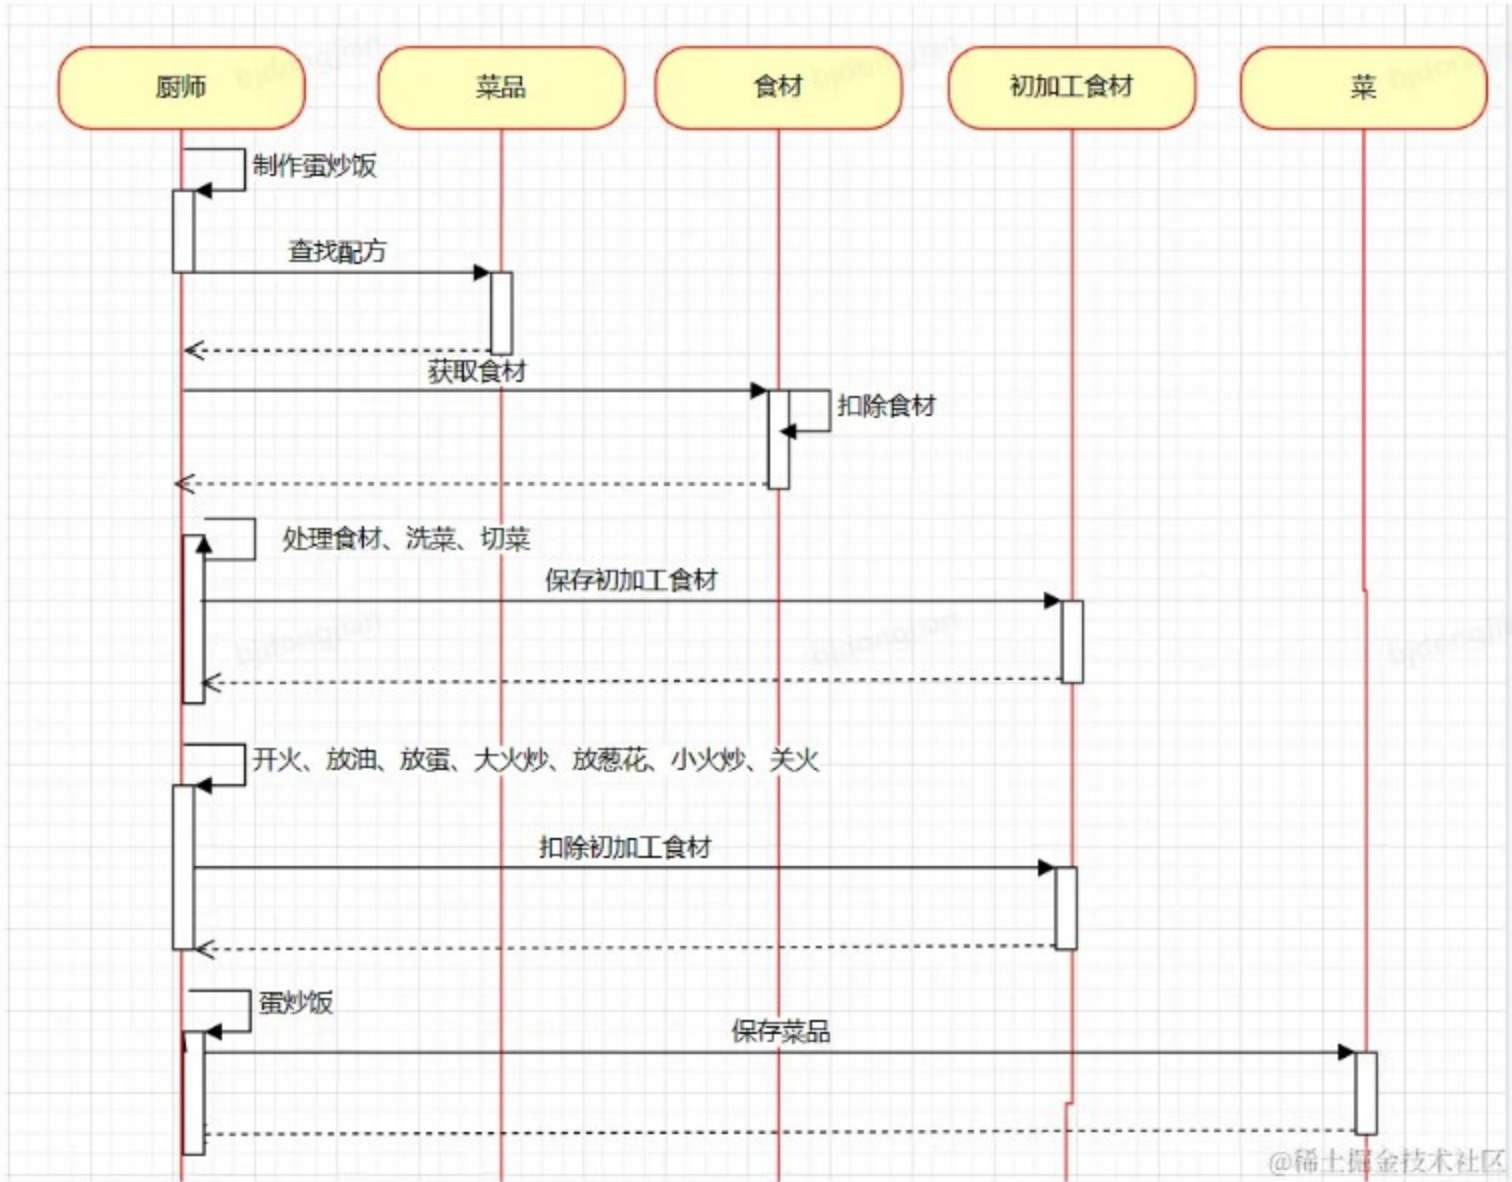 厨师
菜品
食材
初加工食材
菜
制作蛋炒饭
查找配方
获取食材
扣除食材
处理食材、洗菜、切菜
保存初加工食材
开火、放油、放蛋、大火炒、放葱花、小火炒、关火
扣除初加工食材
蛋炒饭
保存菜品
@稀土掘金技术社区